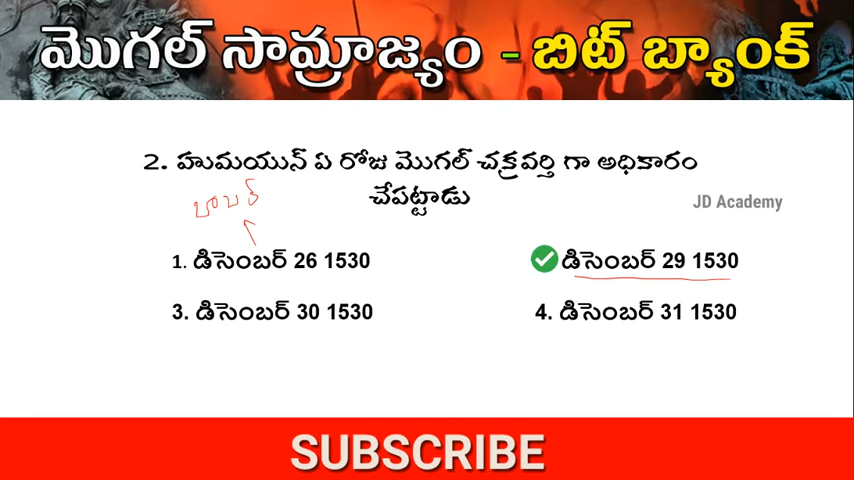 మొగల్ సామ్రాజ్యం - బిట్ బ్యాంక్
2. హుమయున్ ఏ రోజు మొగల్ చక్రవర్తి గా అధికారం
చేపట్టాడు
JD Academy
బాబర్
1. డిసెంబర్ 26 1530
డిసెంబర్ 29 1530
3. డిసెంబర్ 30 1530
4. డిసెంబర్ 31 1530
SUBSCRIBE